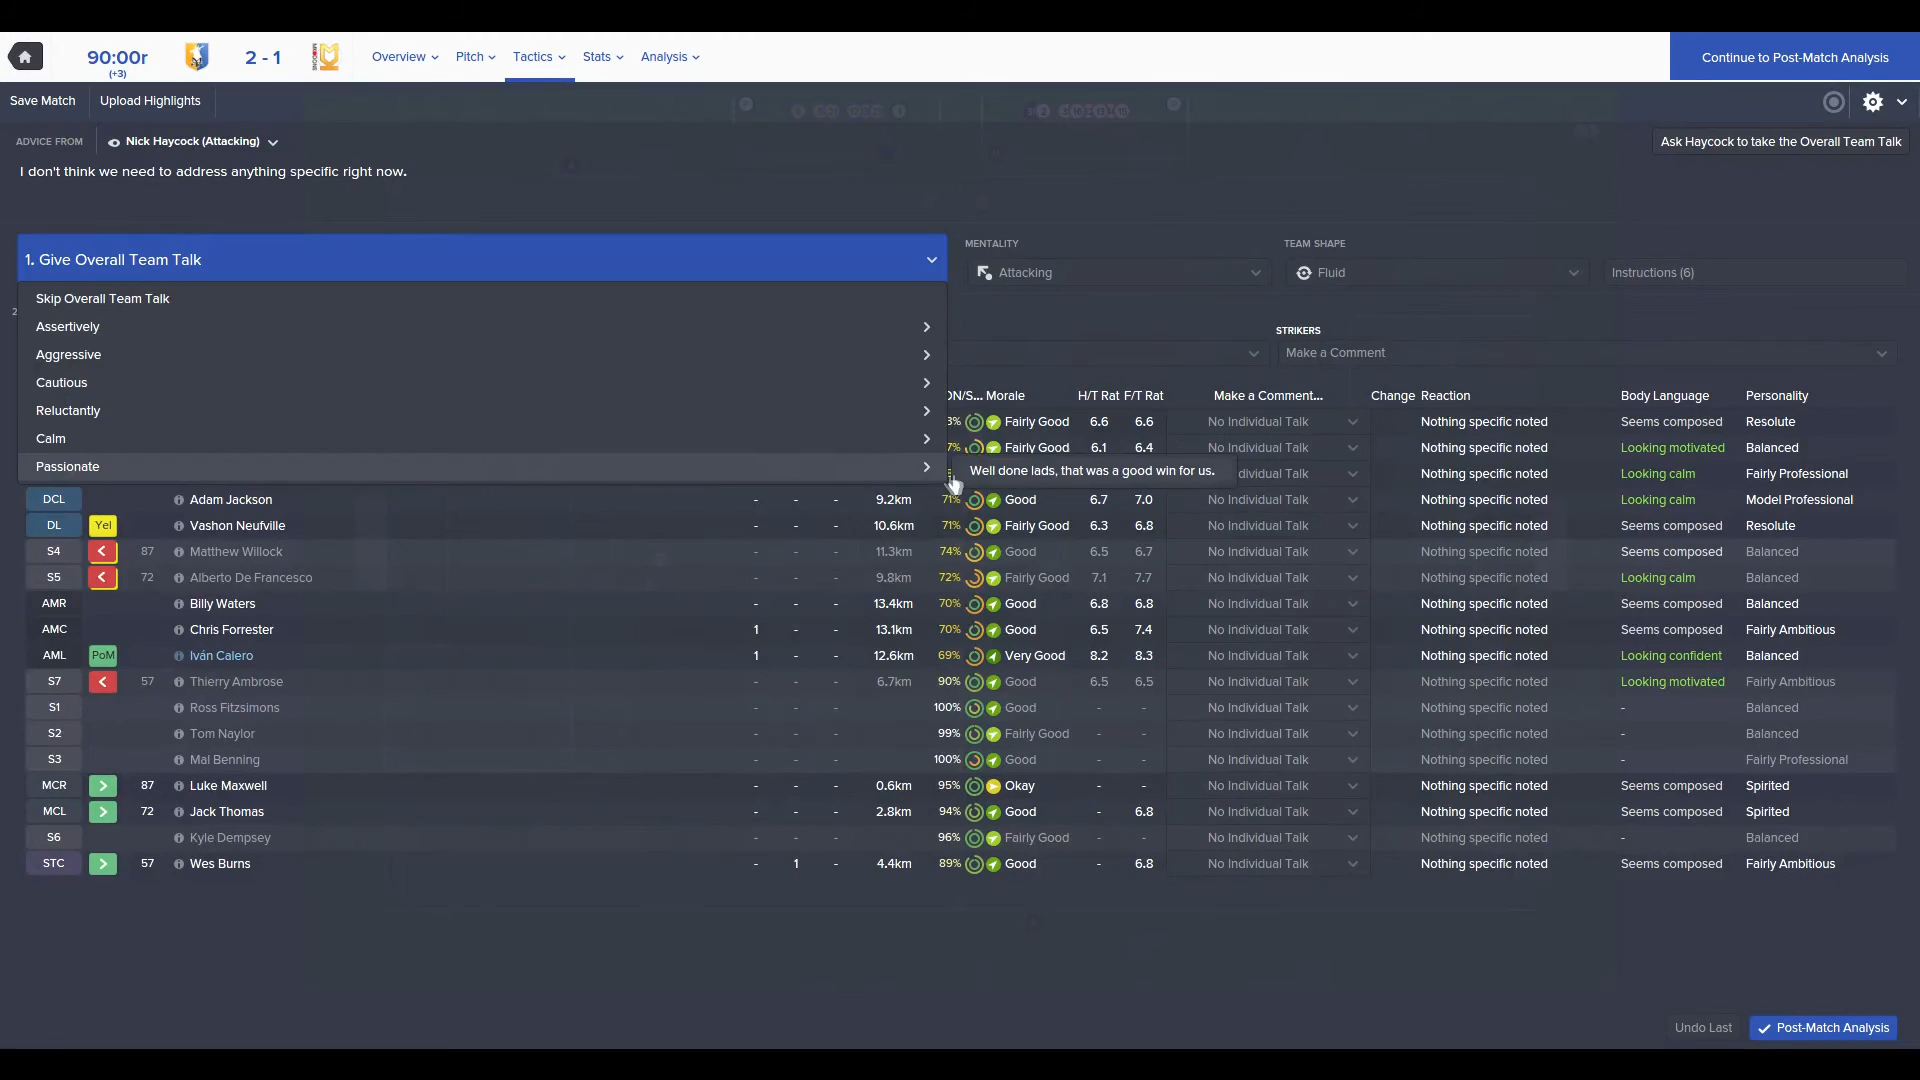 90:00r
(+3)
2 - 1
Overview
Pitch
Tactics
Stats
Analysis
Continue to Post-Match Analysis
Save Match
Upload Highlights
ADVICE FROM
Nick Haycock (Attacking)
Ask Haycock to take the Overall Team Talk
I don't think we need to address anything specific right now.
1. Give Overall Team Talk
MENTALITY
TEAM SHAPE
Attacking
Fluid
Instructions (6)
Skip Overall Team Talk
Assertively
Aggressive
Cautious
Reluctantly
Calm
Passionate
Well done lads, that was a good win for us.
STRIKERS
Make a Comment
Morale H/T Rat F/T Rat Make a Comment... Change Reaction Body Language Personality
Fairly Good 6.6 6.6 No Individual Talk Nothing specific noted Seems composed Resolute
Fairly Good 6.1 6.4 No Individual Talk Nothing specific noted Looking motivated Balanced
Nothing specific noted Looking calm Fairly Professional
DCL Adam Jackson - - - 9.2km 71% Good 6.7 7.0 No Individual Talk Nothing specific noted Looking calm Model Professional
DL Yel Vashon Neufville - - - 10.6km 71% Fairly Good 6.3 6.8 No Individual Talk Nothing specific noted Seems composed Resolute
S4 87 Matthew Willock - - - 11.3km 74% Good 6.5 6.7 No Individual Talk Nothing specific noted Seems composed Balanced
S5 72 Alberto De Francesco - - - 9.8km 72% Fairly Good 7.1 7.7 No Individual Talk Nothing specific noted Looking calm Balanced
AMR Billy Waters - - - 13.4km 70% Good 6.8 6.8 No Individual Talk Nothing specific noted Seems composed Balanced
AMC Chris Forrester 1 - - 13.1km 70% Good 6.5 7.4 No Individual Talk Nothing specific noted Seems composed Fairly Ambitious
AML PoM Iván Calero 1 - - 12.6km 69% Very Good 8.2 8.3 No Individual Talk Nothing specific noted Looking confident Balanced
S7 57 Thierry Ambrose - - - 6.7km 90% Good 6.5 6.5 No Individual Talk Nothing specific noted Looking motivated Fairly Ambitious
S1 Ross Fitzsimons 100% Good - - No Individual Talk Nothing specific noted - Balanced
S2 Tom Naylor 99% Fairly Good - - No Individual Talk Nothing specific noted - Balanced
S3 Mal Benning 100% Good - - No Individual Talk Nothing specific noted - Fairly Professional
MCR 87 Luke Maxwell - - - 0.6km 95% Okay - - No Individual Talk Nothing specific noted Seems composed Spirited
MCL 72 Jack Thomas - - - 2.8km 94% Good - 6.8 No Individual Talk Nothing specific noted Seems composed Spirited
S6 Kyle Dempsey 96% Fairly Good - - No Individual Talk Nothing specific noted - Balanced
STC 57 Wes Burns - 1 - 4.4km 89% Good - 6.8 No Individual Talk Nothing specific noted Seems composed Fairly Ambitious
Undo Last
Post-Match Analysis